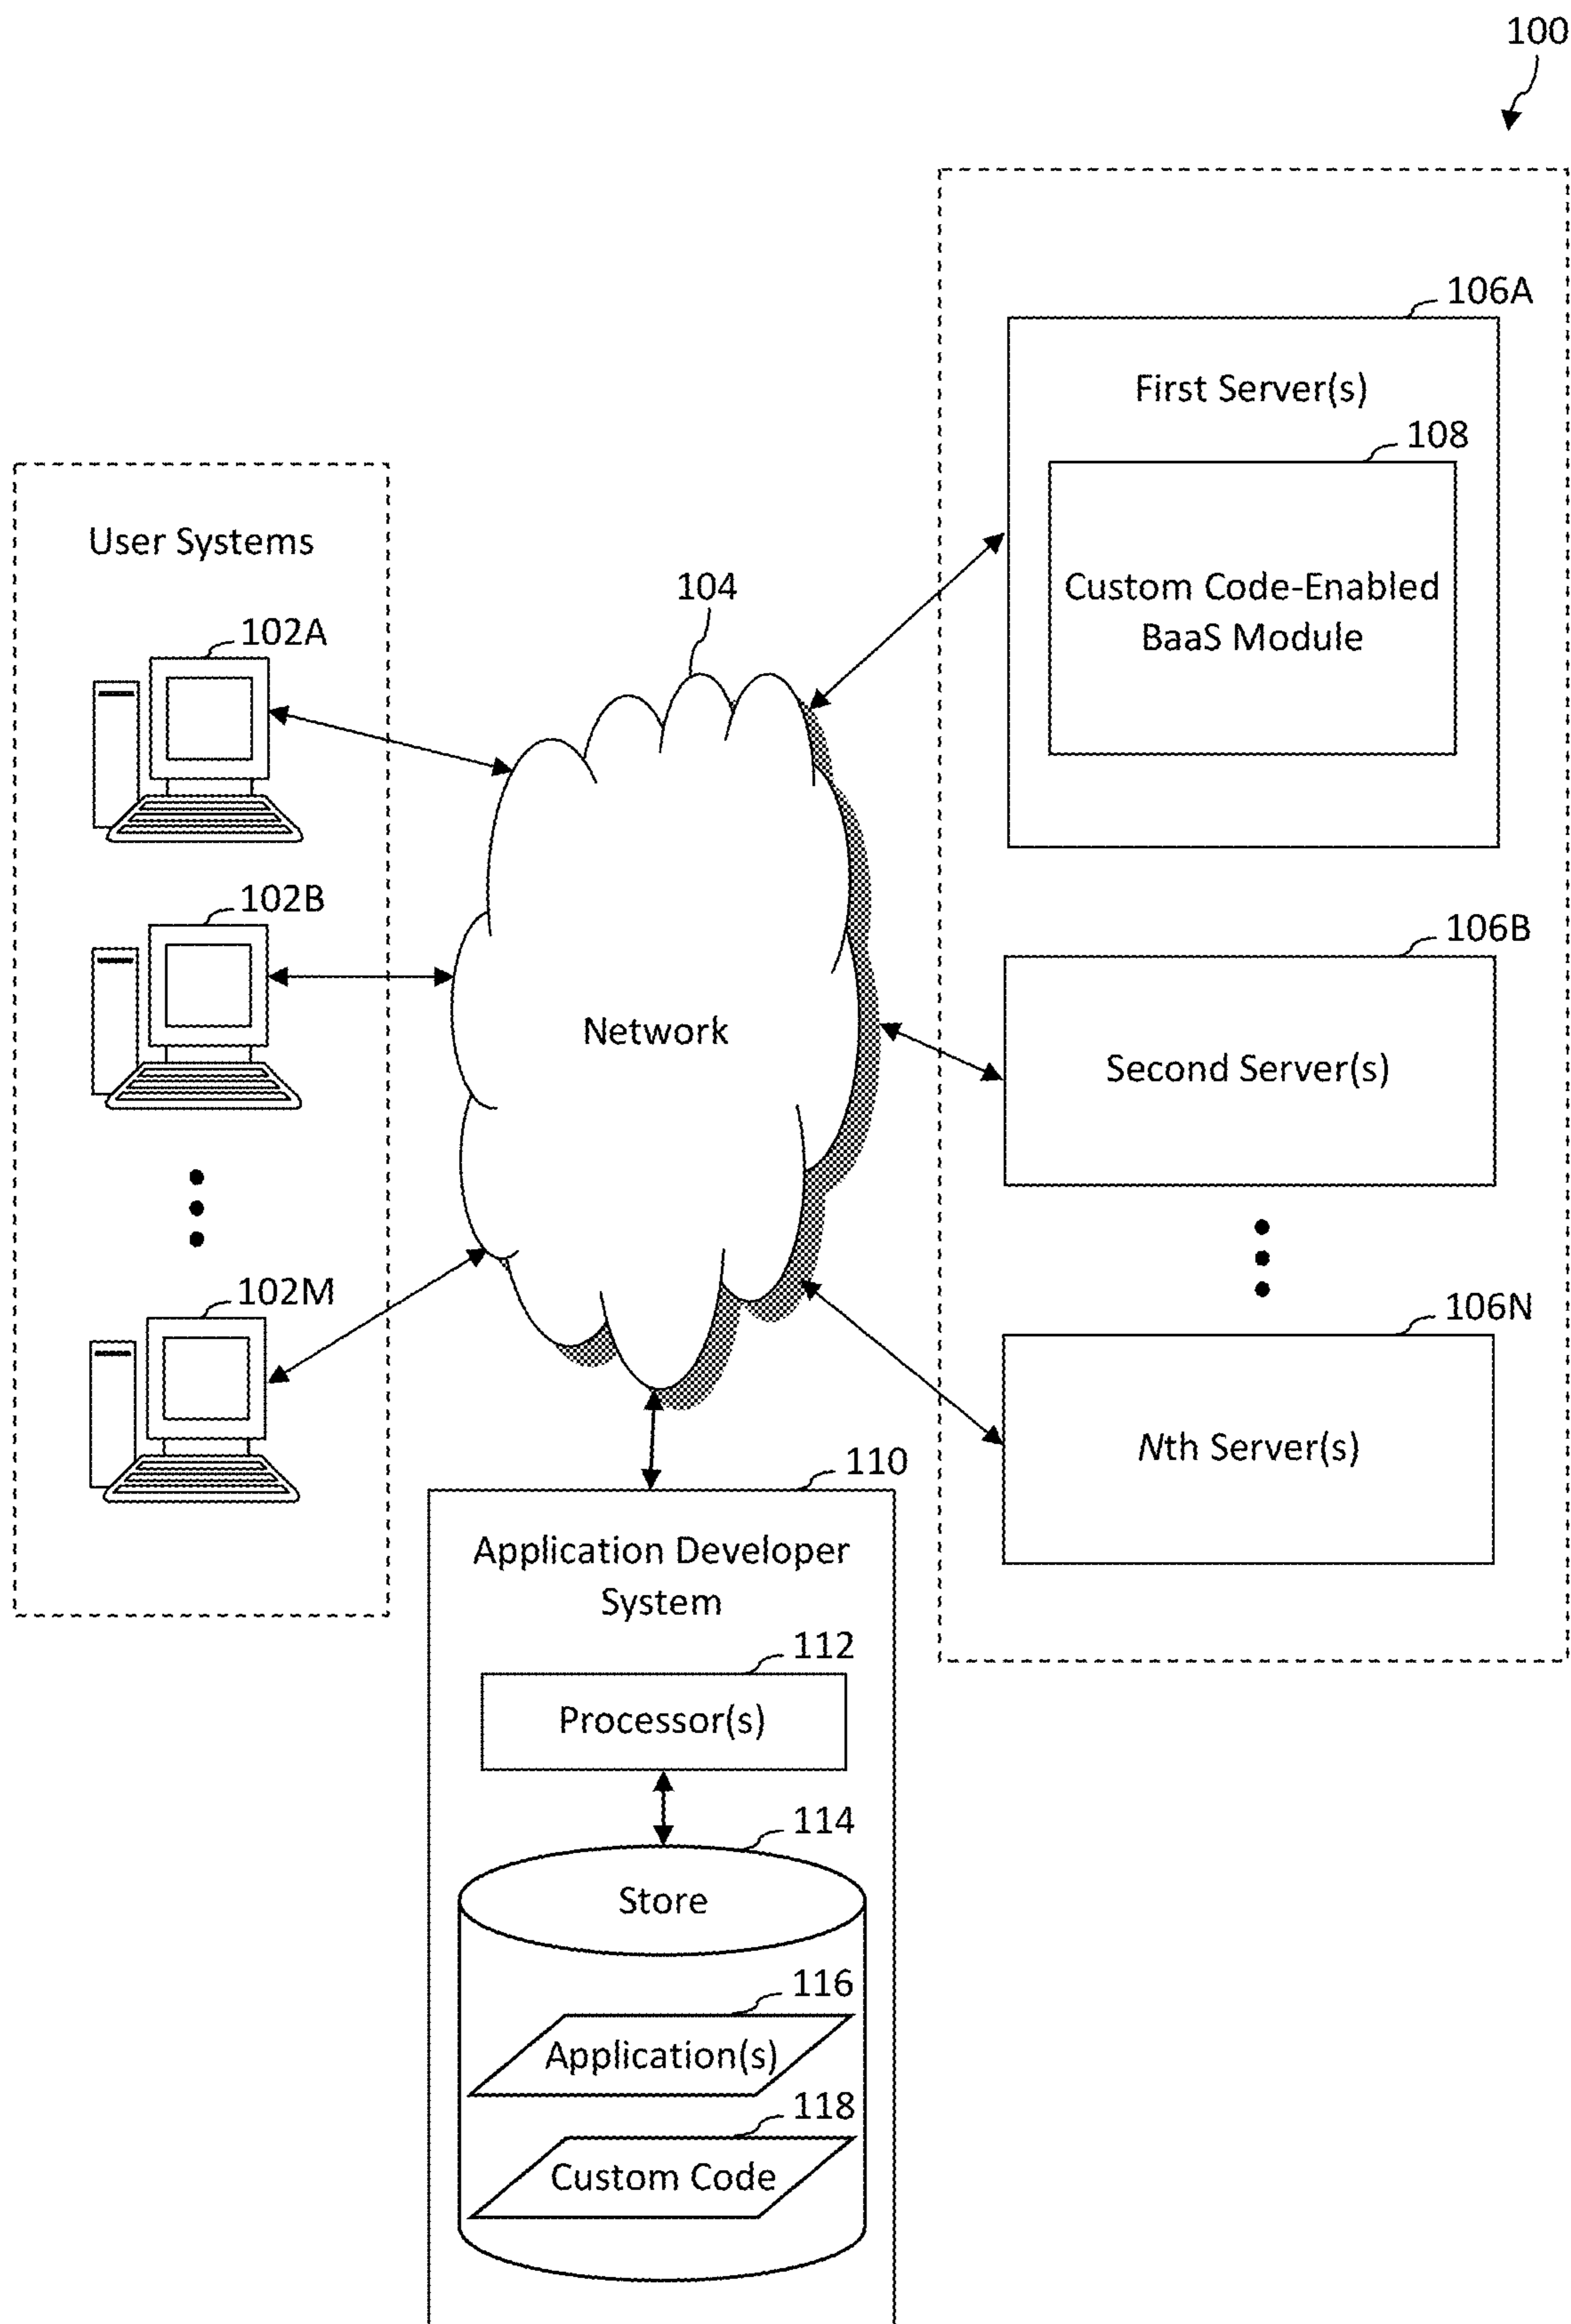 100
106A
First Server(s)
108
Custom Code-Enabled
BaaS Module
User Systems
102A
104
102B
106B
Network
Second Server(s)
102M
106N
Nth Server(s)
110
Application Developer
System
112
Processor(s)
114
Store
116
Application(s)
118
Custom Code